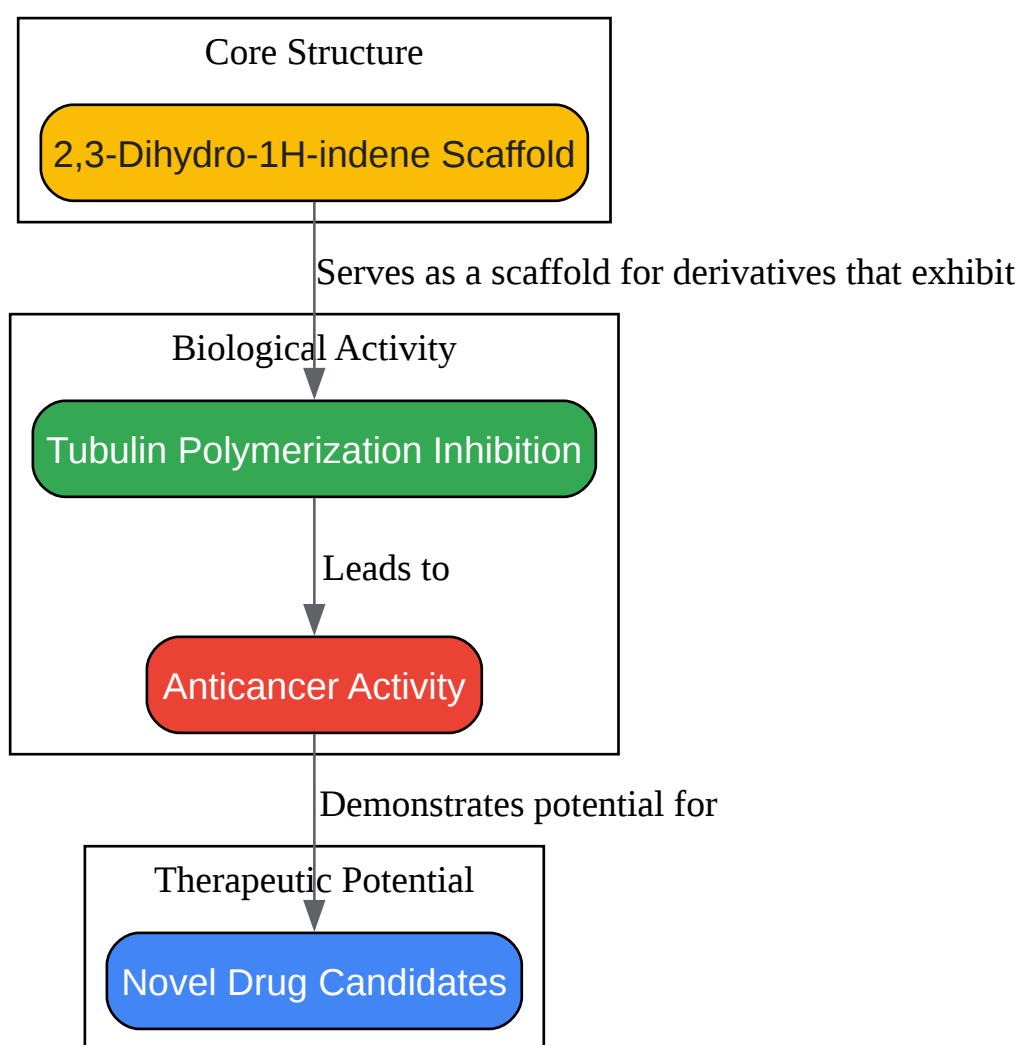 Core Structure
2,3-Dihydro-1H-indene Scaffold
Serves as a scaffold for derivatives that exhibit
Biological Activity
Tubulin Polymerization Inhibition
Leads to
Anticancer Activity
Demonstrates potential for
Therapeutic Potential
Novel Drug Candidates